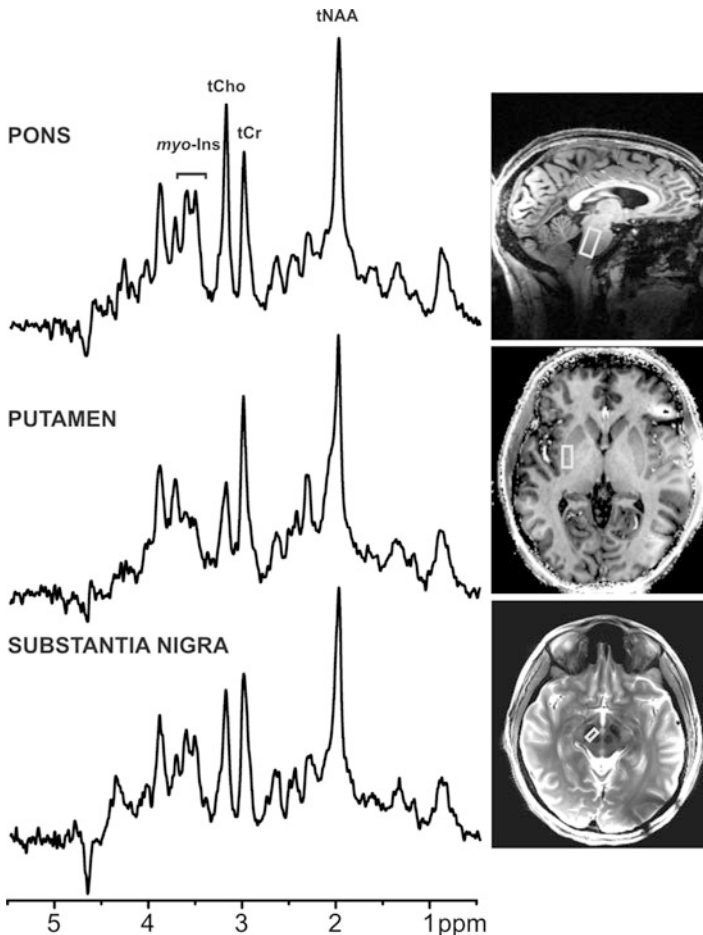 tNAA
tCho
PONS
tCr
myo-Ins
PUTAMEN
SUBSTANTIA NIGRA
5 4 3 2 1ppm